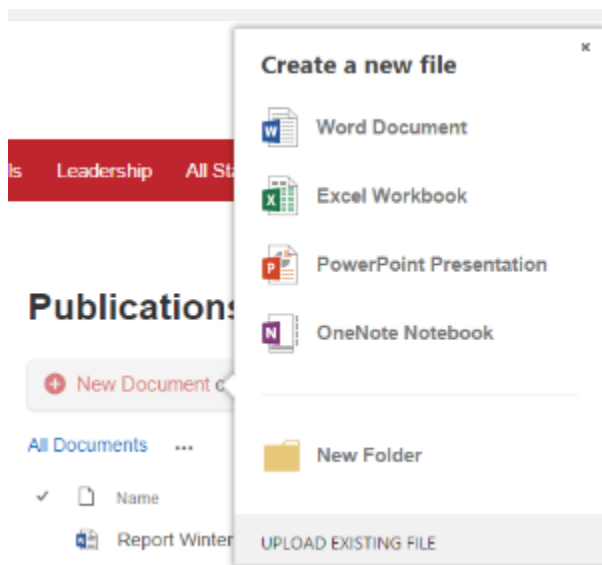 Create a new file
Word Document
ls Leadership All Sta
Excel Workbook
PowerPoint Presentation
Publications
OneNote Notebook
New Document o
All Documents ...
New Folder
Name
Report Winter
UPLOAD EXISTING FILE